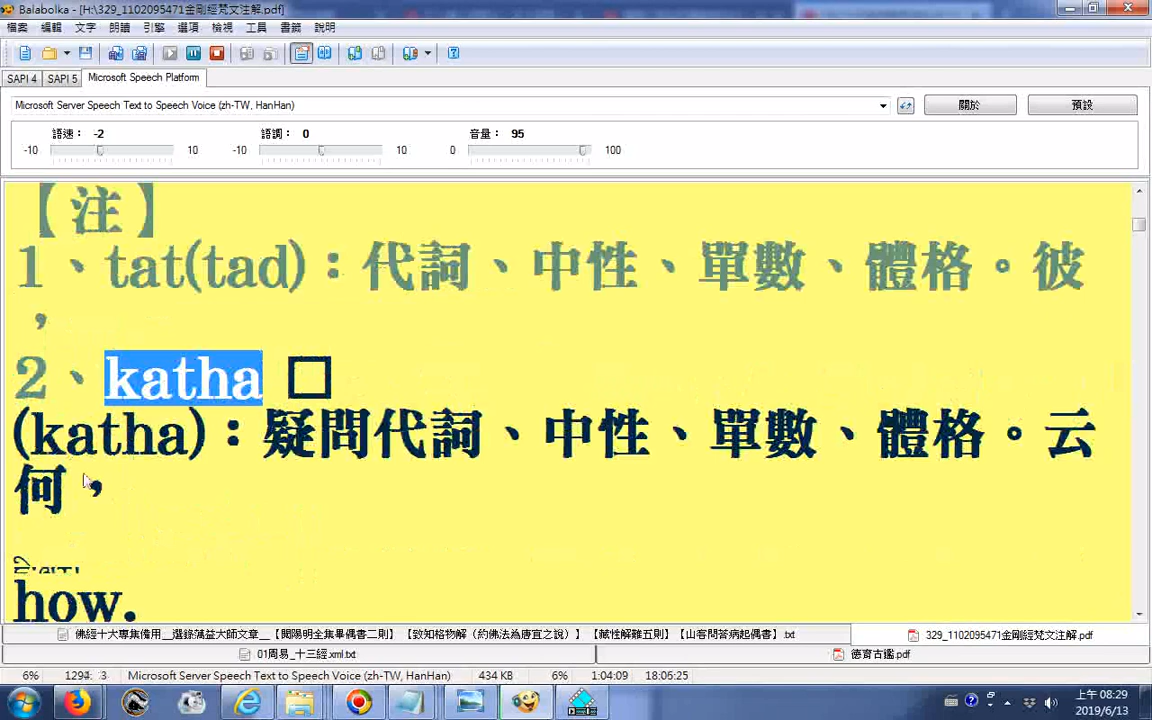 Balabolka - [H:\329_1102095471金剛經梵文注解.pdf]
檔案 編輯 文字 朗讀 引擎 選項 檢視 工具 書籤 說明
SAPI 4 SAPI 5 Microsoft Speech Platform
Microsoft Server Speech Text to Speech Voice (zh-TW, HanHan) 關於 預設
語速： -2 語調： 0 音量： 95
-10 10 -10 10 0 100
【注】
1、tat(tad)：代詞、中性、單數、體格。彼
，
2、katha □
(katha)：疑問代詞、中性、單數、體格。云
何，
how.
佛經十大專集備用__選錄澫益大師文章__【閱陽明全集畢偶書二則】【致知格物解（約佛法為唐宜之說）】【藏性解難五則】【山客問答病起偶書】.txt 329_1102095471金剛經梵文注解.pdf
01周易_十三經.xml.txt 德育古鑑.pdf
6% 1294: 3 Microsoft Server Speech Text to Speech Voice (zh-TW, HanHan) 434 KB 6% 1:04:09 18:06:25
上午 08:29
2019/6/13